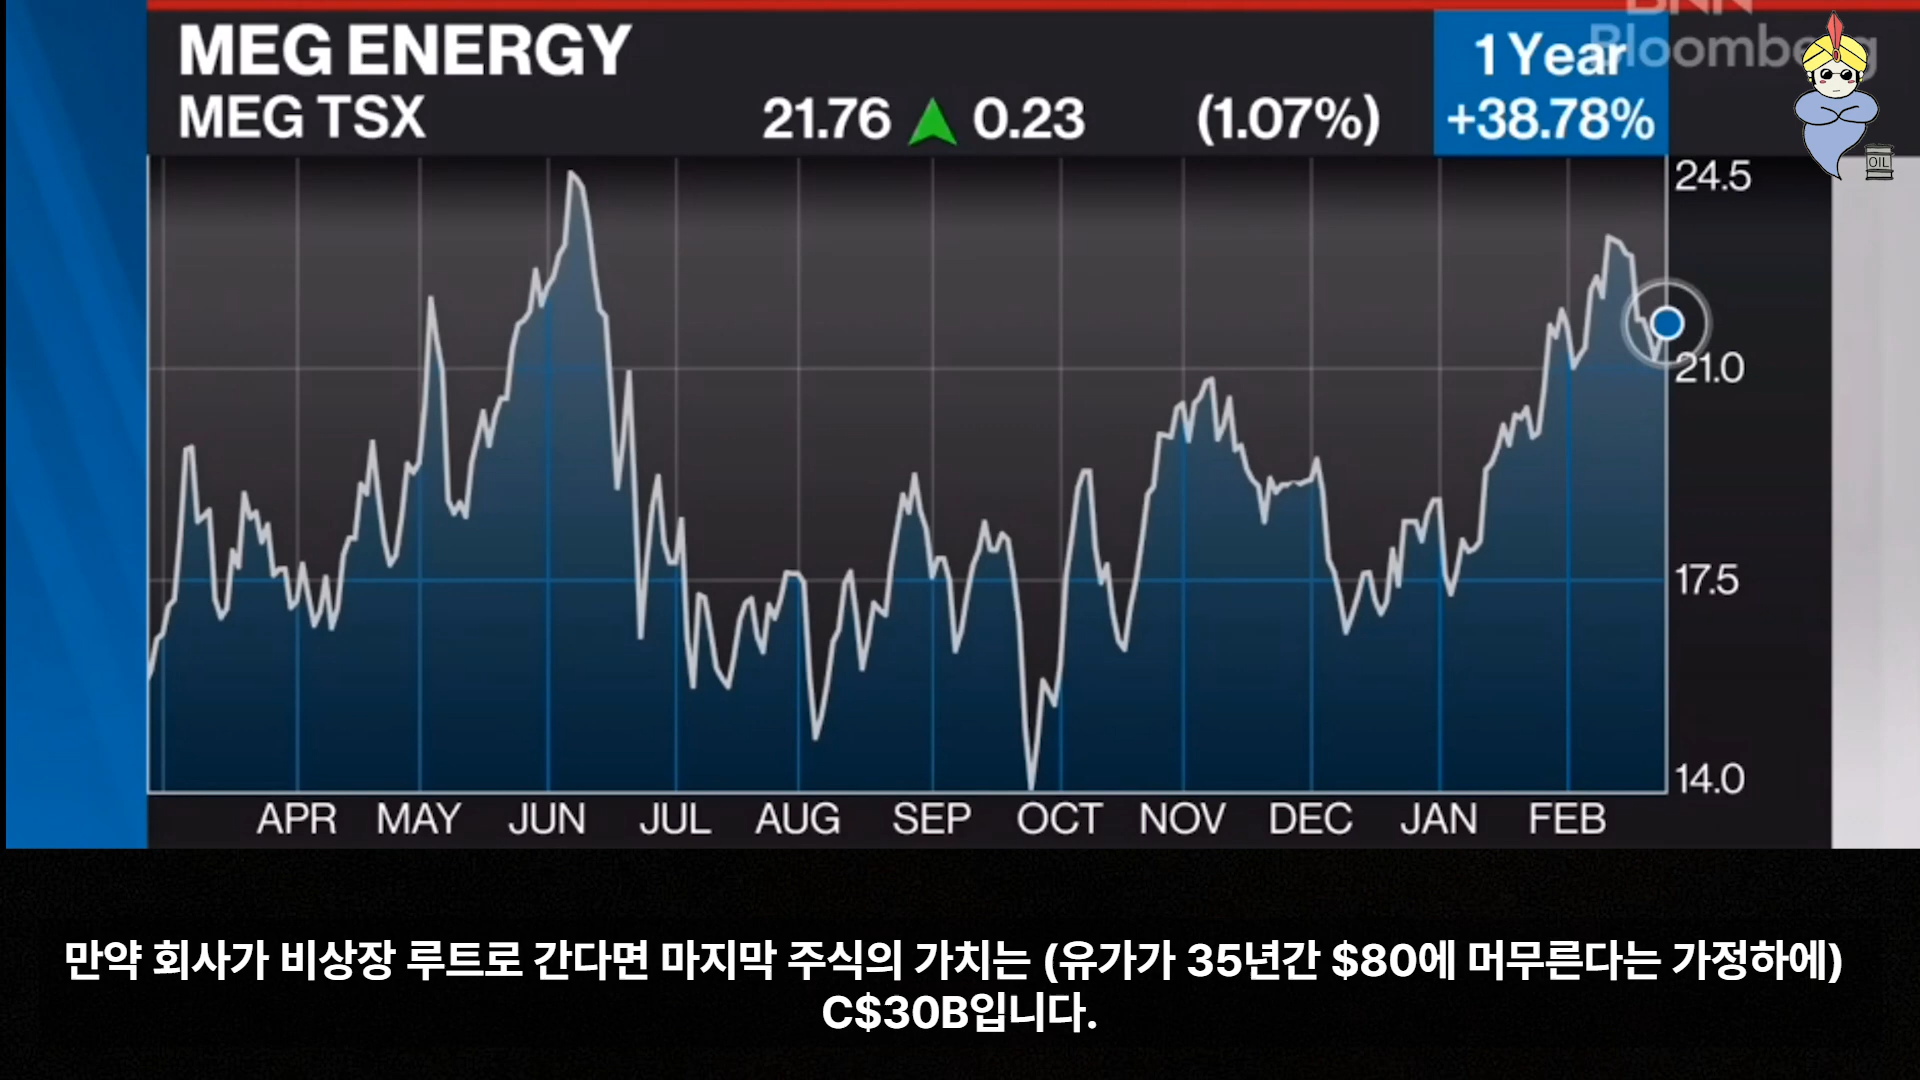 BNN
Bloomberg
MEG ENERGY
MEG TSX
21.76 ▲ 0.23 (1.07%)
1 Year
+38.78%
OIL
24.5
21.0
17.5
14.0
APR MAY JUN JUL AUG SEP OCT NOV DEC JAN FEB
만약 회사가 비상장 루트로 간다면 마지막 주식의 가치는 (유가가 35년간 $80에 머무른다는 가정하에)
C$30B입니다.